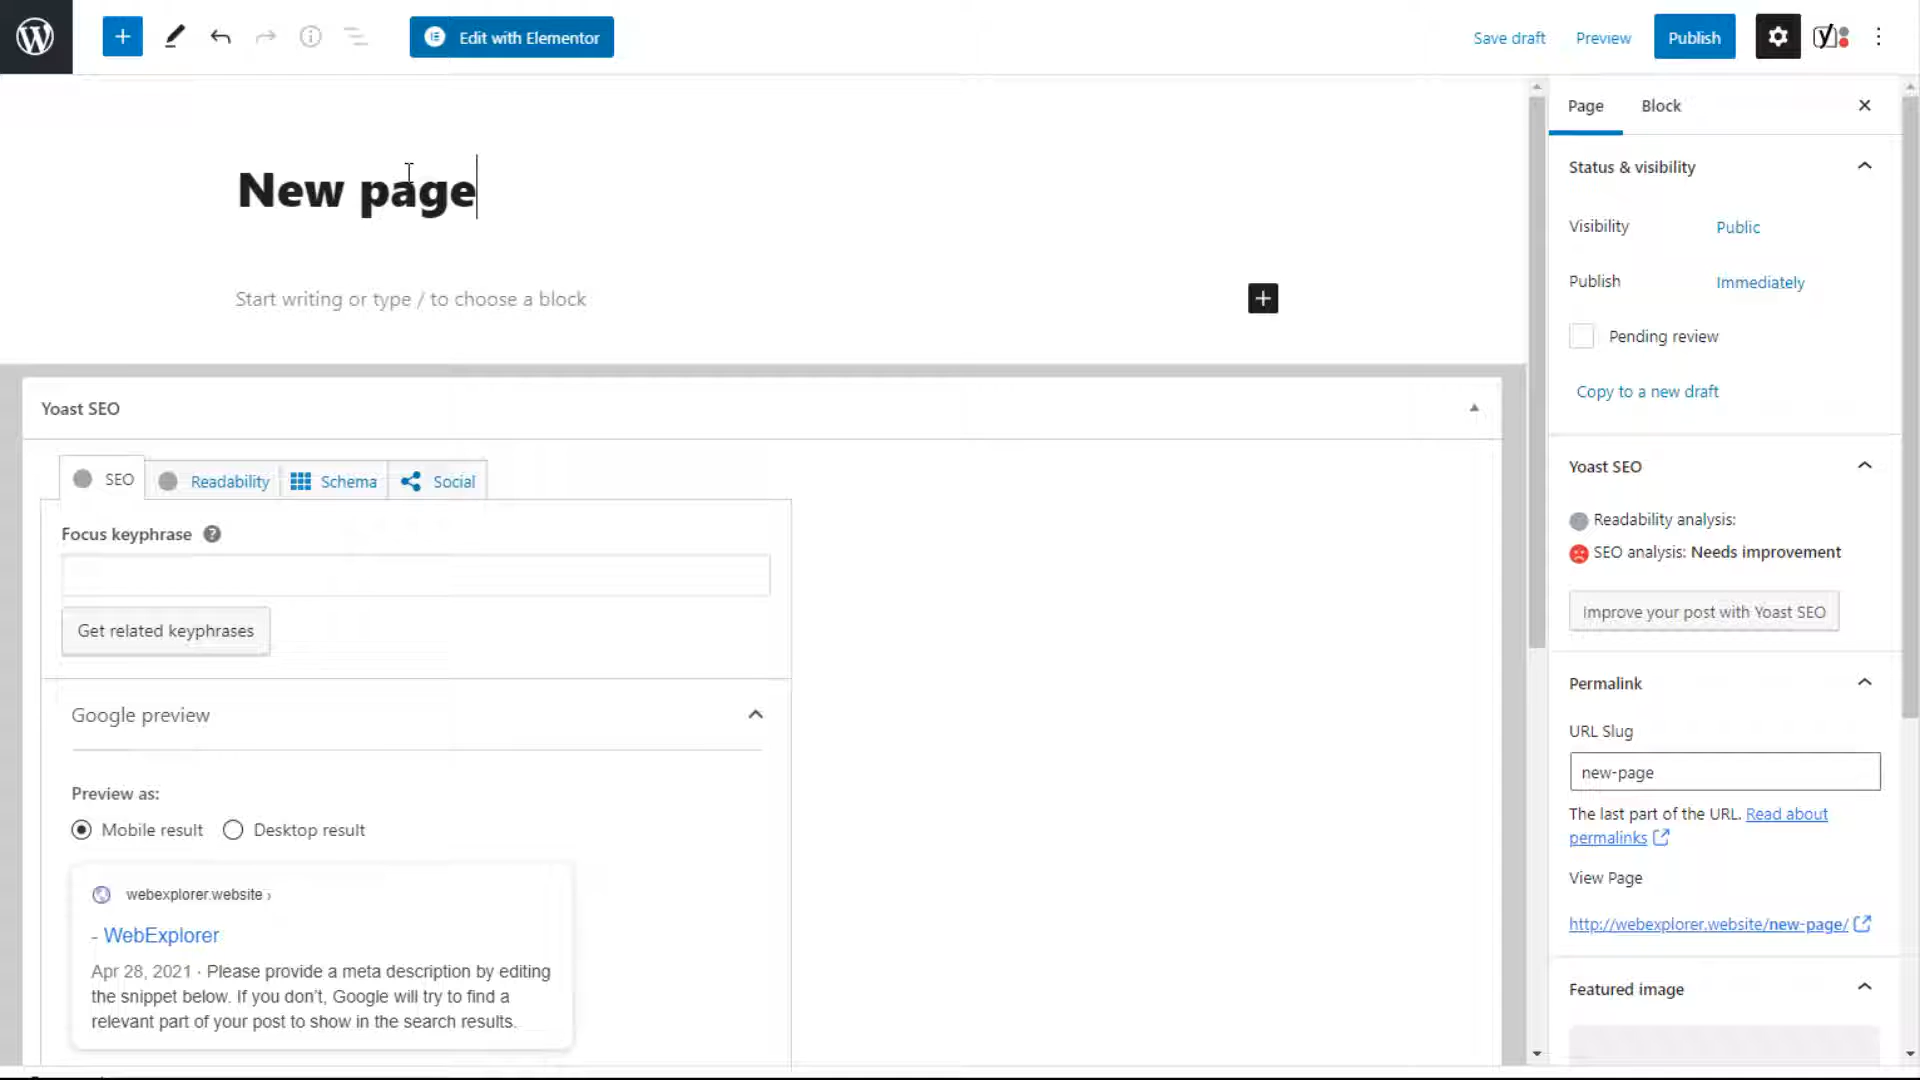 Edit with Elementor
Save draft
Preview
Publish
New page
Start writing or type / to choose a block
Yoast SEO
SEO
Readability
Schema
Social
Focus keyphrase
Get related keyphrases
Google preview
Preview as:
Mobile result
Desktop result
webexplorer.website ›
- WebExplorer
Apr 28, 2021 · Please provide a meta description by editing
the snippet below. If you don't, Google will try to find a
relevant part of your post to show in the search results.
Page
Block
Status & visibility
Visibility
Public
Publish
Immediately
Pending review
Copy to a new draft
Yoast SEO
Readability analysis:
SEO analysis: Needs improvement
Improve your post with Yoast SEO
Permalink
URL Slug
new-page
The last part of the URL. Read about
permalinks
View Page
http://webexplorer.website/new-page/
Featured image